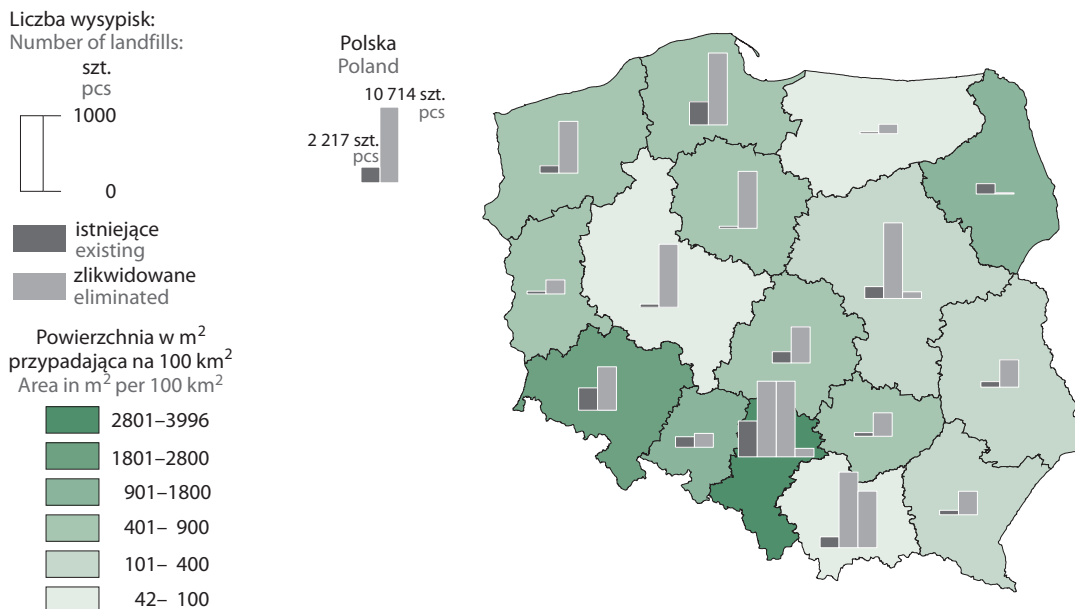 Liczba wysypisk:
Number of landfills:
szt.
pcs
1000
0
istniejące
existing
zlikwidowane
eliminated
Polska
Poland
10 714 szt.
pcs
2 217 szt.
pcs
Powierzchnia w m²
przypadająca na 100 km²
Area in m² per 100 km²
2801–3996
1801–2800
901–1800
401– 900
101– 400
42– 100